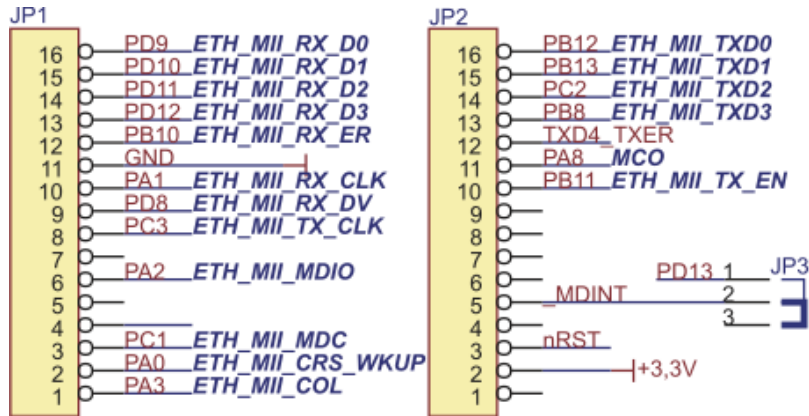 JP1
16 PD9 ETH_MII_RX_D0
15 PD10 ETH_MII_RX_D1
14 PD11 ETH_MII_RX_D2
13 PD12 ETH_MII_RX_D3
12 PB10 ETH_MII_RX_ER
11 GND
10 PA1 ETH_MII_RX_CLK
9 PD8 ETH_MII_RX_DV
8 PC3 ETH_MII_TX_CLK
7
6 PA2 ETH_MII_MDIO
5
4
3 PC1 ETH_MII_MDC
2 PA0 ETH_MII_CRS_WKUP
1 PA3 ETH_MII_COL
JP2
16 PB12 ETH_MII_TXD0
15 PB13 ETH_MII_TXD1
14 PC2 ETH_MII_TXD2
13 PB8 ETH_MII_TXD3
12 TXD4_TXER
11 PA8 MCO
10 PB11 ETH_MII_TX_EN
9
8
7
6
5 _MDINT
4
3 nRST
2 +3,3V
1
JP3
PD13 1
2
3